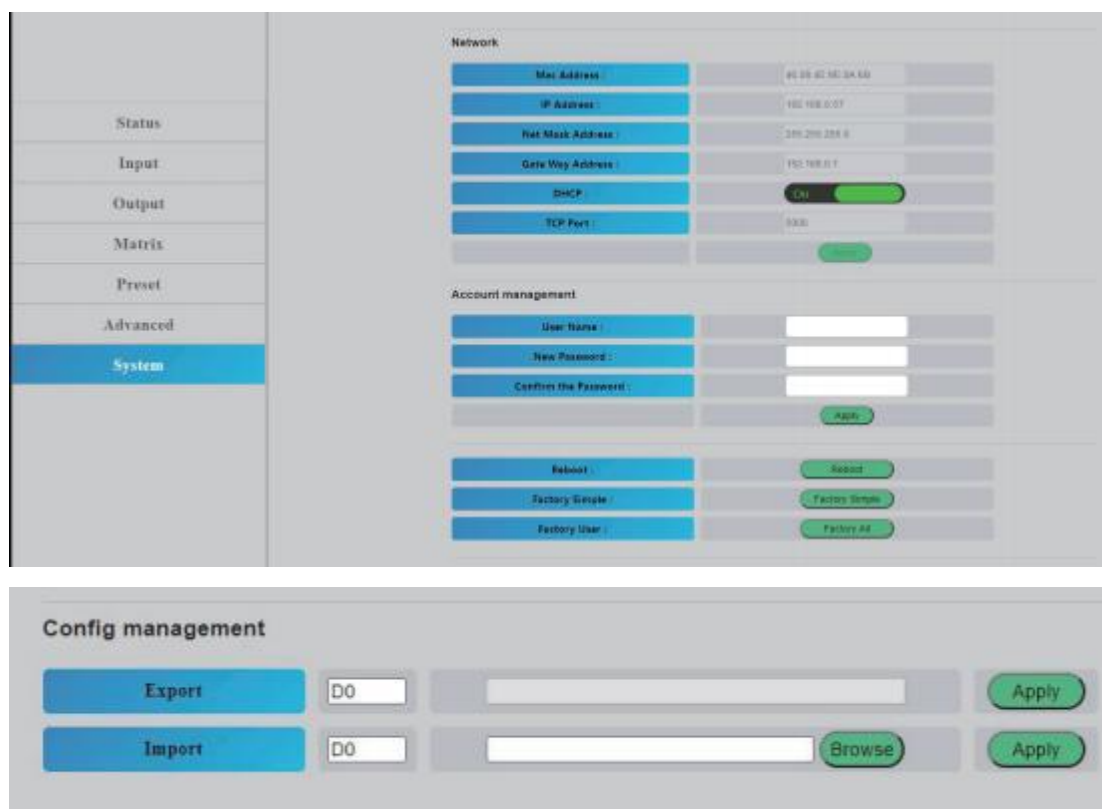 Network
Mac Address :
IP Address :
Net Mask Address :
Gate Way Address :
DHCP : On
TCP Port :
Status
Input
Output
Matrix
Preset
Advanced
System
Account management
User Name :
New Password :
Confirm the Password :
Apply
Reboot : Reboot
Factory Simple : Factory Simple
Factory User : Factory All
Config management
Export D0 Apply
Import D0 Browse Apply